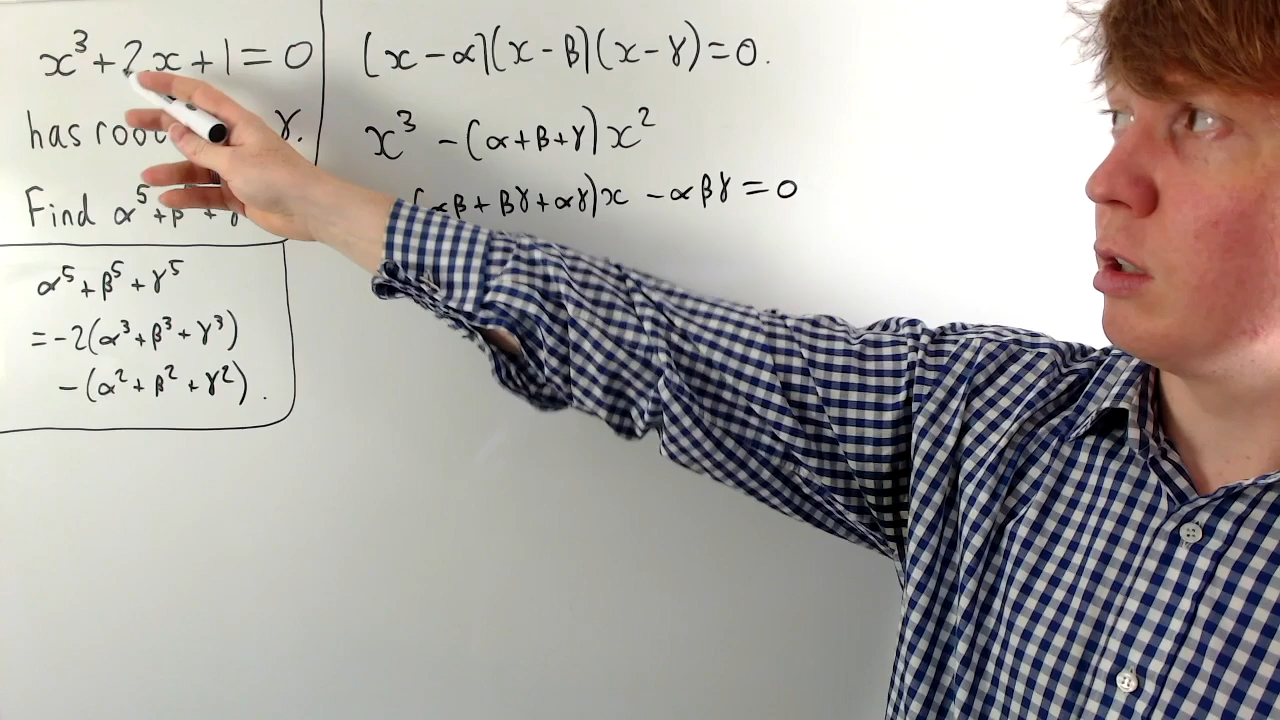 x³+2x+1=0
has roo γ.
Find α⁵+β +γ
α⁵+β⁵+γ⁵
=-2(α³+β³+γ³)
-(α²+β²+γ²).
(x-α)(x-β)(x-γ)=0.
x³ -(α+β+γ)x²
(αβ+βγ+αγ)x -αβγ=0